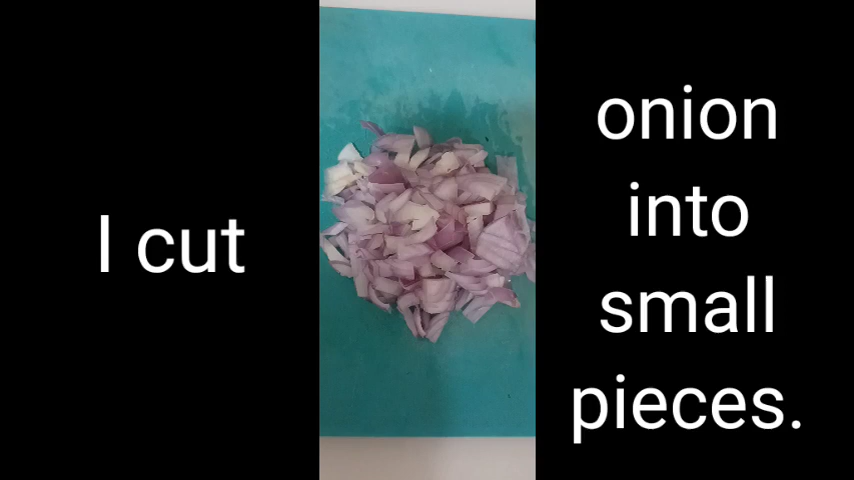 I cut
onion
into
small
pieces.